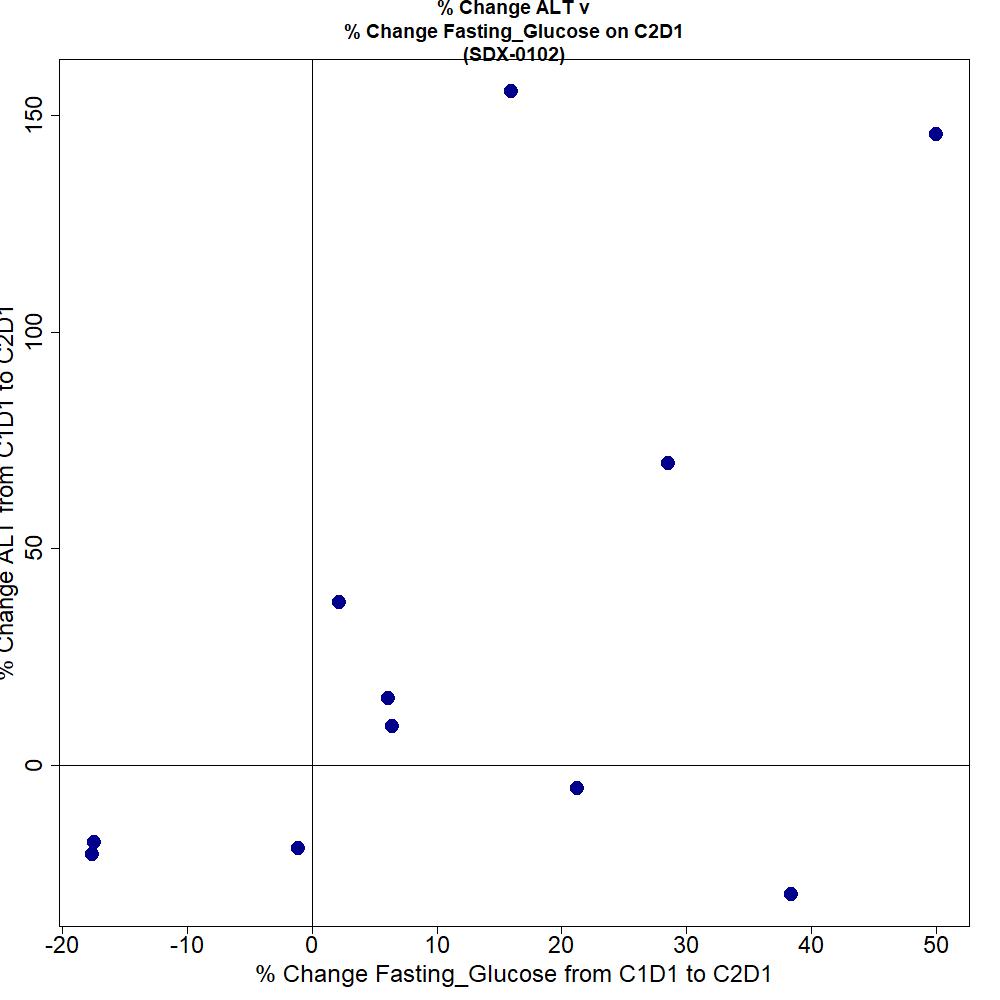 % Change ALT v
% Change Fasting_Glucose on C2D1
(SDX-0102)
% Change ALT from C1D1 to C2D1
150
100
50
0
-20 -10 0 10 20 30 40 50
% Change Fasting_Glucose from C1D1 to C2D1